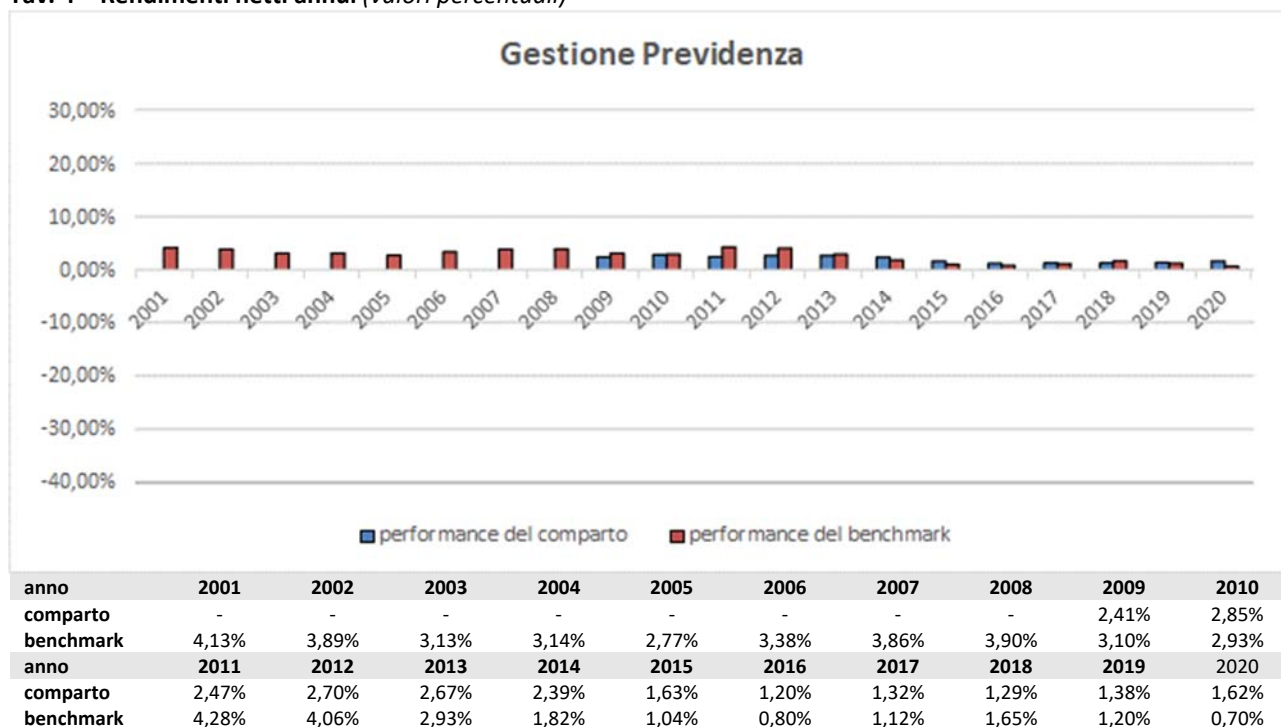 Gestione Previdenza
30,00%
20,00%
10,00%
0,00%
-10,00%
-20,00%
-30,00%
-40,00%
2001 2002 2003 2004 2005 2006 2007 2008 2009 2010 2011 2012 2013 2014 2015 2016 2017 2018 2019 2020
performance del comparto performance del benchmark
anno 2001 2002 2003 2004 2005 2006 2007 2008 2009 2010
comparto - - - - - - - - 2,41% 2,85%
benchmark 4,13% 3,89% 3,13% 3,14% 2,77% 3,38% 3,86% 3,90% 3,10% 2,93%
anno 2011 2012 2013 2014 2015 2016 2017 2018 2019 2020
comparto 2,47% 2,70% 2,67% 2,39% 1,63% 1,20% 1,32% 1,29% 1,38% 1,62%
benchmark 4,28% 4,06% 2,93% 1,82% 1,04% 0,80% 1,12% 1,65% 1,20% 0,70%